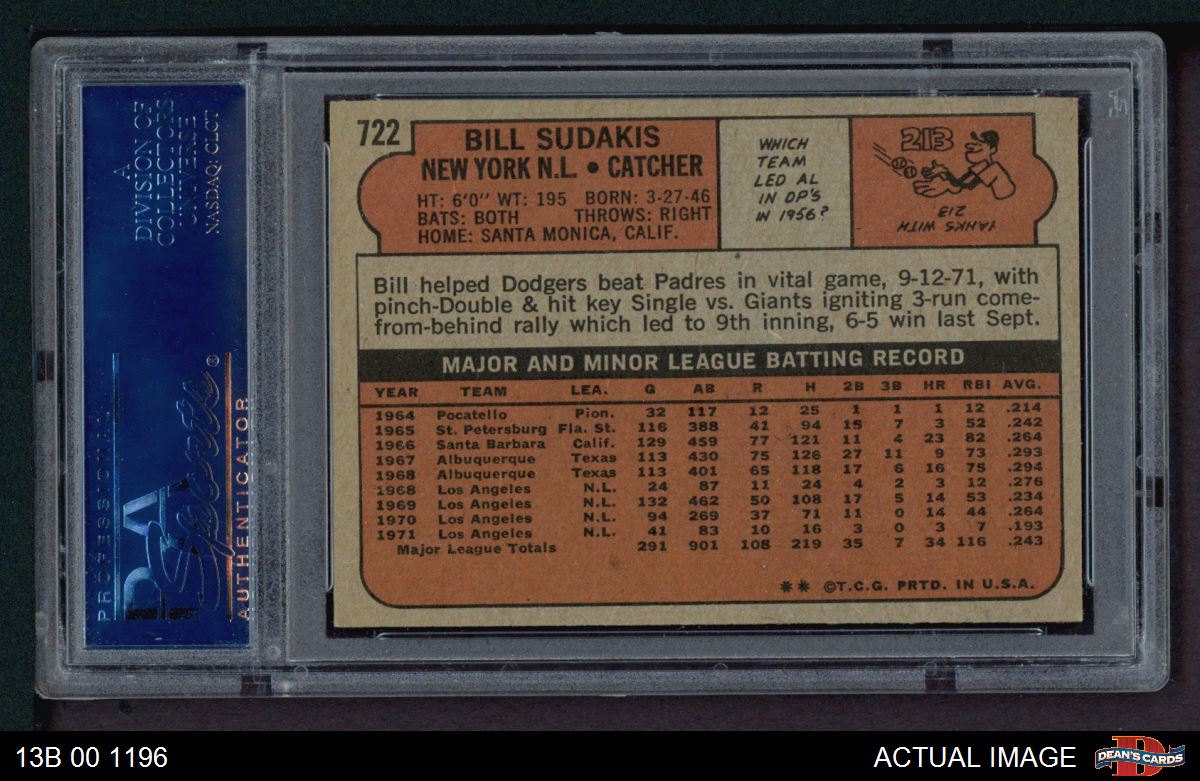 A
DIVISION OF
COLLECTORS
UNIVERSE
NASDAQ: CLCT
PROFESSIONAL
PSA
Sports®
AUTHENTICATOR
722
BILL SUDAKIS
NEW YORK N.L. • CATCHER
HT: 6'0" WT: 195 BORN: 3-27-46
BATS: BOTH THROWS: RIGHT
HOME: SANTA MONICA, CALIF.
WHICH
TEAM
LED AL
IN DP'S
IN 1956?
213
YANKS WITH
213
Bill helped Dodgers beat Padres in vital game, 9-12-71, with
pinch-Double & hit key Single vs. Giants igniting 3-run come-
from-behind rally which led to 9th inning, 6-5 win last Sept.
MAJOR AND MINOR LEAGUE BATTING RECORD
YEAR TEAM LEA. G AB R H 2B 3B HR RBI AVG.
1964 Pocatello Pion. 32 117 12 25 1 1 1 12 .214
1965 St. Petersburg Fla. St. 116 388 41 94 15 7 3 52 .242
1966 Santa Barbara Calif. 129 459 77 121 11 4 23 82 .264
1967 Albuquerque Texas 113 430 75 126 27 11 9 73 .293
1968 Albuquerque Texas 113 401 65 118 17 6 16 75 .294
1968 Los Angeles N.L. 24 87 11 24 4 2 3 12 .276
1969 Los Angeles N.L. 132 462 50 108 17 5 14 53 .234
1970 Los Angeles N.L. 94 269 37 71 11 0 14 44 .264
1971 Los Angeles N.L. 41 83 10 16 3 0 3 7 .193
Major League Totals 291 901 108 219 35 7 34 116 .243
** ©T.C.G. PRTD. IN U.S.A.
13B 00 1196
ACTUAL IMAGE
DEAN'S CARDS